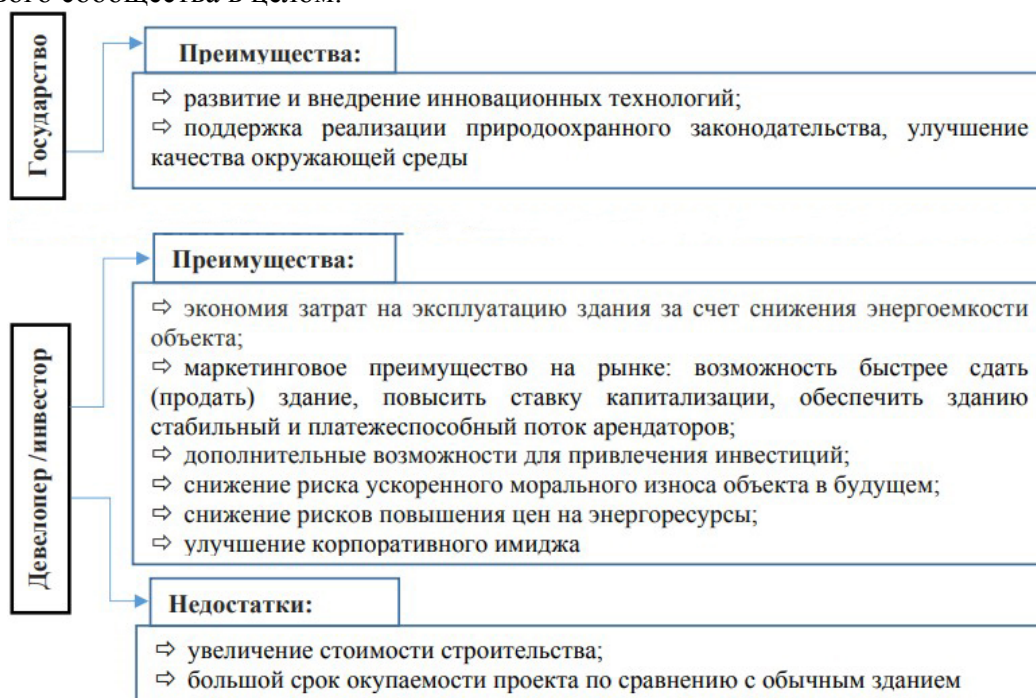 вого сообщества в целом.
Государство
Преимущества:
⇨ развитие и внедрение инновационных технологий;
⇨ поддержка реализации природоохранного законодательства, улучшение
качества окружающей среды
Девелопер /инвестор
Преимущества:
⇨ экономия затрат на эксплуатацию здания за счет снижения энергоемкости
объекта;
⇨ маркетинговое преимущество на рынке: возможность быстрее сдать
(продать) здание, повысить ставку капитализации, обеспечить зданию
стабильный и платежеспособный поток арендаторов;
⇨ дополнительные возможности для привлечения инвестиций;
⇨ снижение риска ускоренного морального износа объекта в будущем;
⇨ снижение рисков повышения цен на энергоресурсы;
⇨ улучшение корпоративного имиджа
Недостатки:
⇨ увеличение стоимости строительства;
⇨ большой срок окупаемости проекта по сравнению с обычным зданием